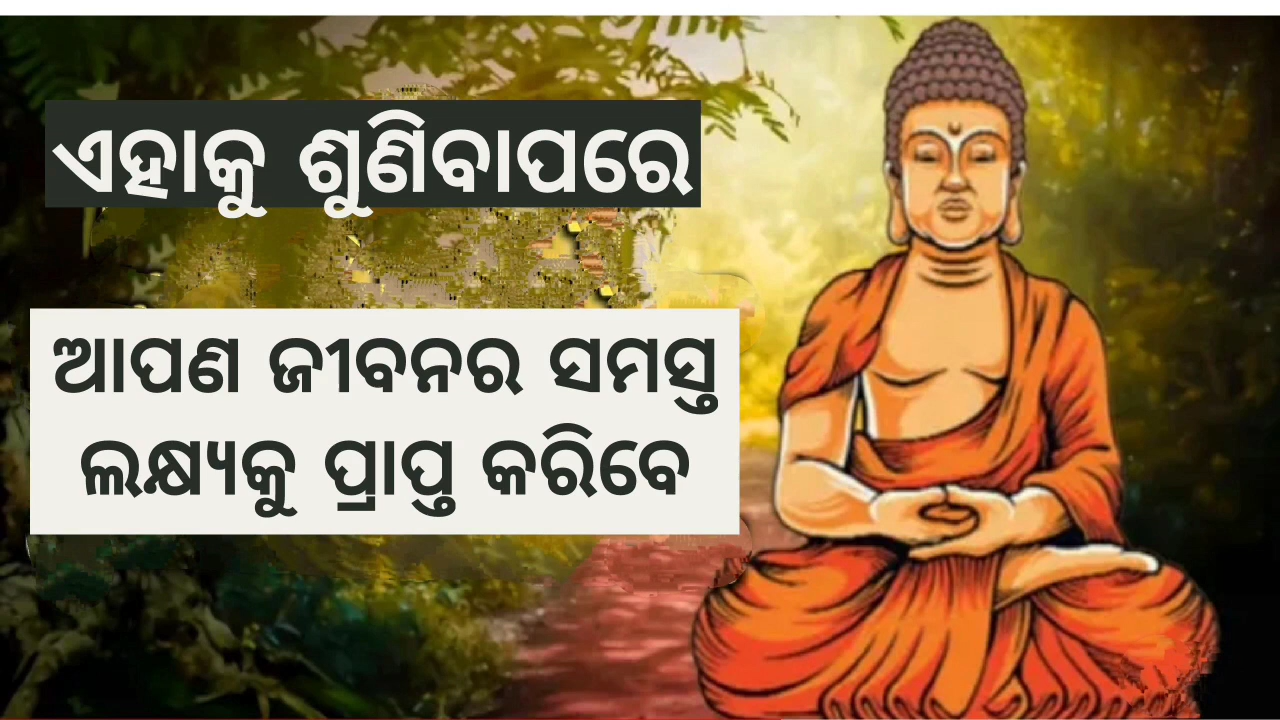 ଏହାକୁ ଶୁଣିବାପରେ
ଆପଣ ଜୀବନର ସମସ୍ତ
ଲକ୍ଷ୍ୟକୁ ପ୍ରାପ୍ତ କରିବେ